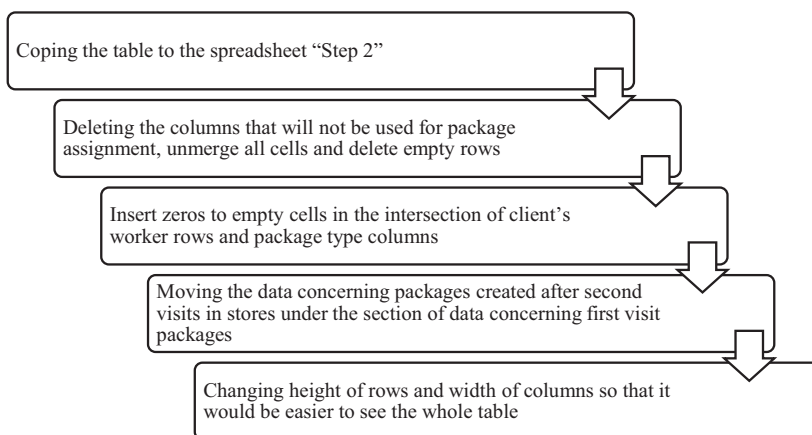 Coping the table to the spreadsheet “Step 2”
Deleting the columns that will not be used for package
assignment, unmerge all cells and delete empty rows
Insert zeros to empty cells in the intersection of client’s
worker rows and package type columns
Moving the data concerning packages created after second
visits in stores under the section of data concerning first visit
packages
Changing height of rows and width of columns so that it
would be easier to see the whole table